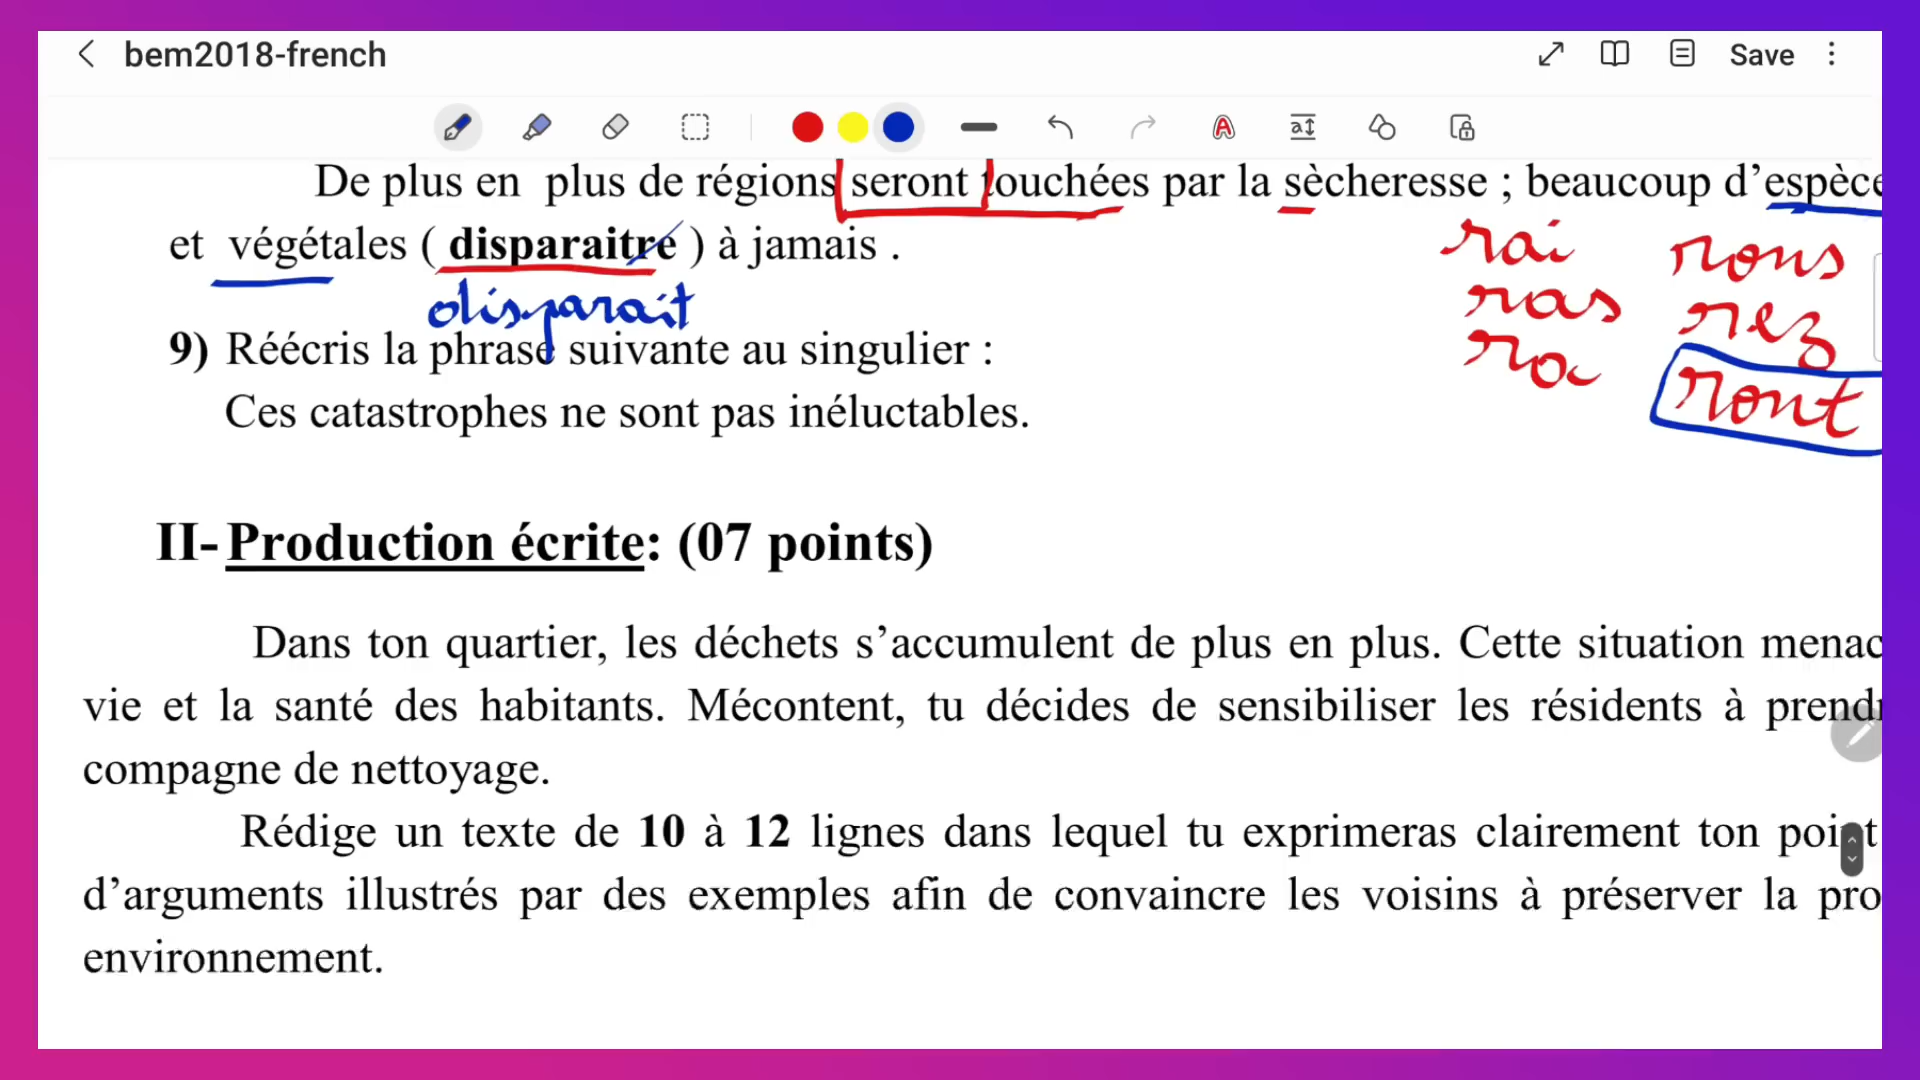 bem2018-french
Save
De plus en plus de régions seront touchées par la sècheresse ; beaucoup d'espèce
et végétales ( disparaitre ) à jamais .
rai rons
disparait
ras rez
9) Réécris la phrase suivante au singulier :
ra ront
Ces catastrophes ne sont pas inéluctables.
II- Production écrite: (07 points)
Dans ton quartier, les déchets s'accumulent de plus en plus. Cette situation menac
vie et la santé des habitants. Mécontent, tu décides de sensibiliser les résidents à prend
compagne de nettoyage.
Rédige un texte de 10 à 12 lignes dans lequel tu exprimeras clairement ton point
d'arguments illustrés par des exemples afin de convaincre les voisins à préserver la pro
environnement.